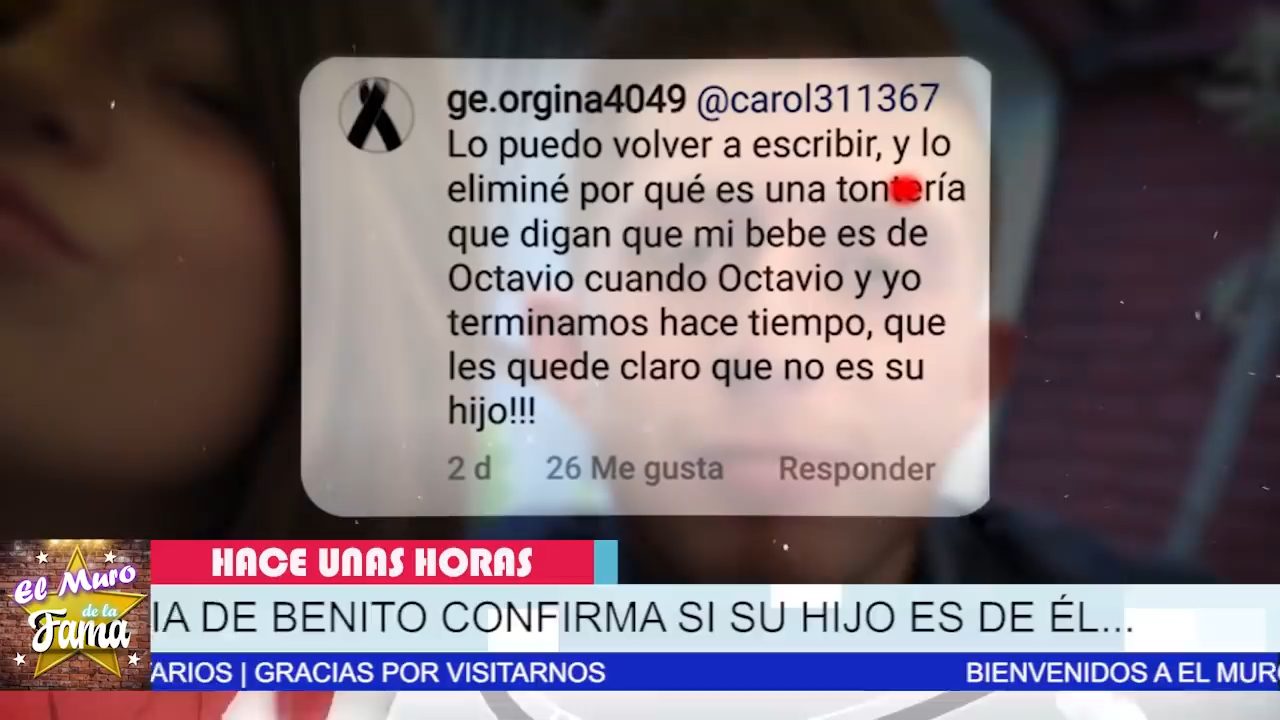 ge.orgina4049 @carol311367
Lo puedo volver a escribir, y lo
eliminé por qué es una tontería
que digan que mi bebe es de
Octavio cuando Octavio y yo
terminamos hace tiempo, que
les quede claro que no es su
hijo!!!
2 d 26 Me gusta Responder
HACE UNAS HORAS
El Muro
de la
Fama
IA DE BENITO CONFIRMA SI SU HIJO ES DE ÉL...
TARIOS | GRACIAS POR VISITARNOS BIENVENIDOS A EL MURO